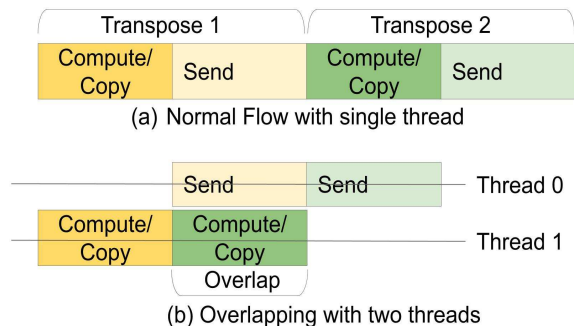 Transpose 1 Transpose 2
Compute/ Copy Send Compute/ Copy Send
(a) Normal Flow with single thread
Send Send Thread 0
Compute/ Copy Compute/ Copy Thread 1
Overlap
(b) Overlapping with two threads